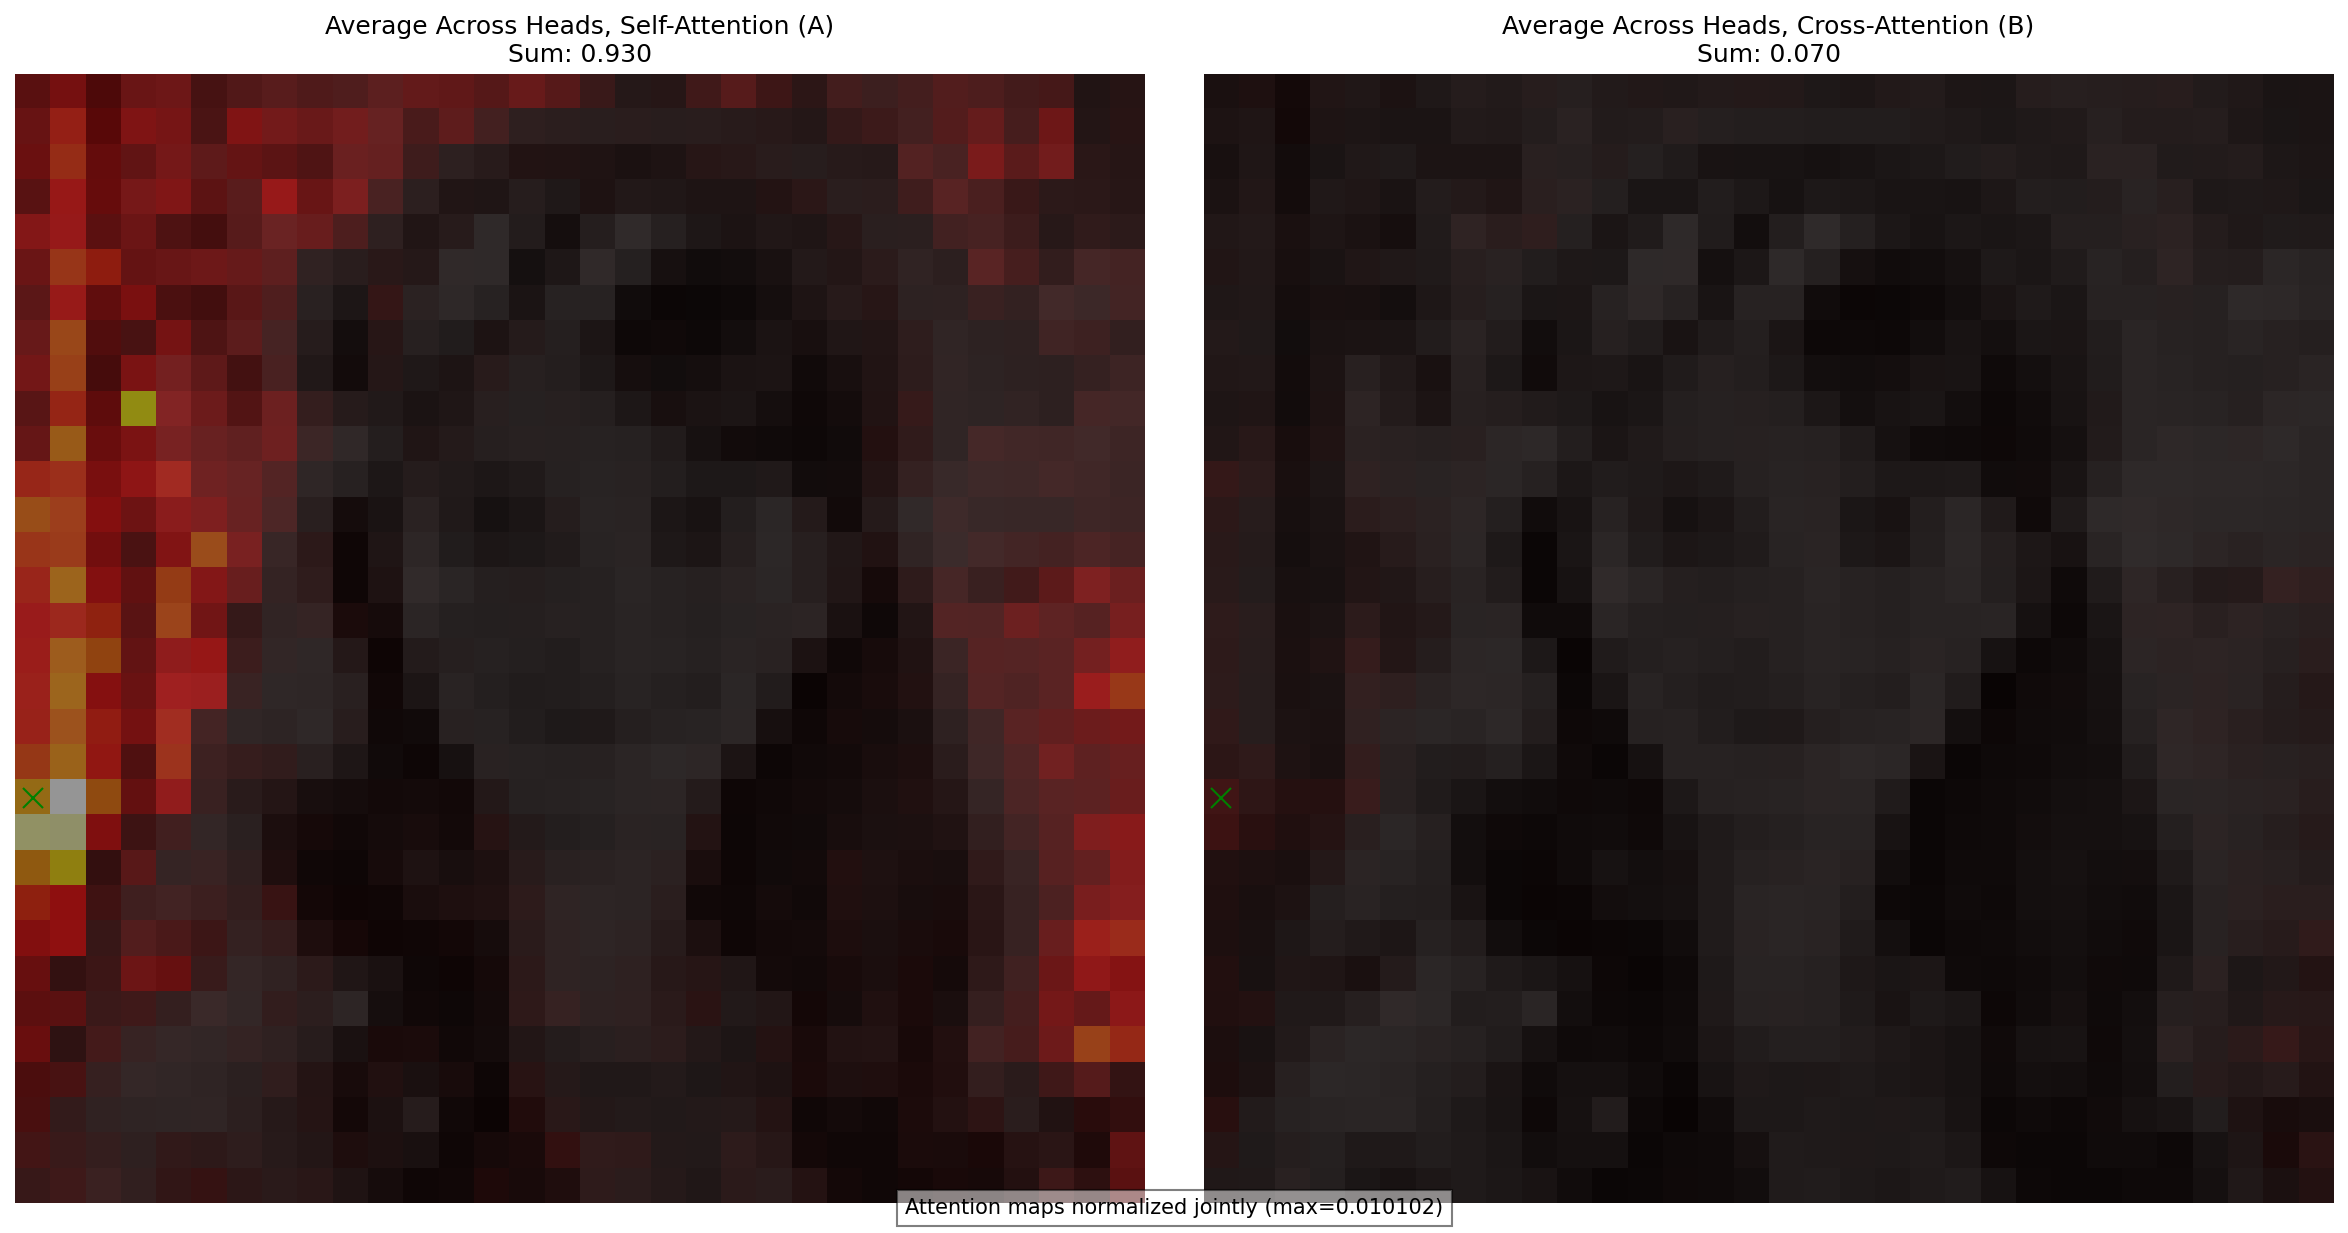 Average Across Heads, Self-Attention (A)
Sum: 0.930
Average Across Heads, Cross-Attention (B)
Sum: 0.070
Attention maps normalized jointly (max=0.010102)